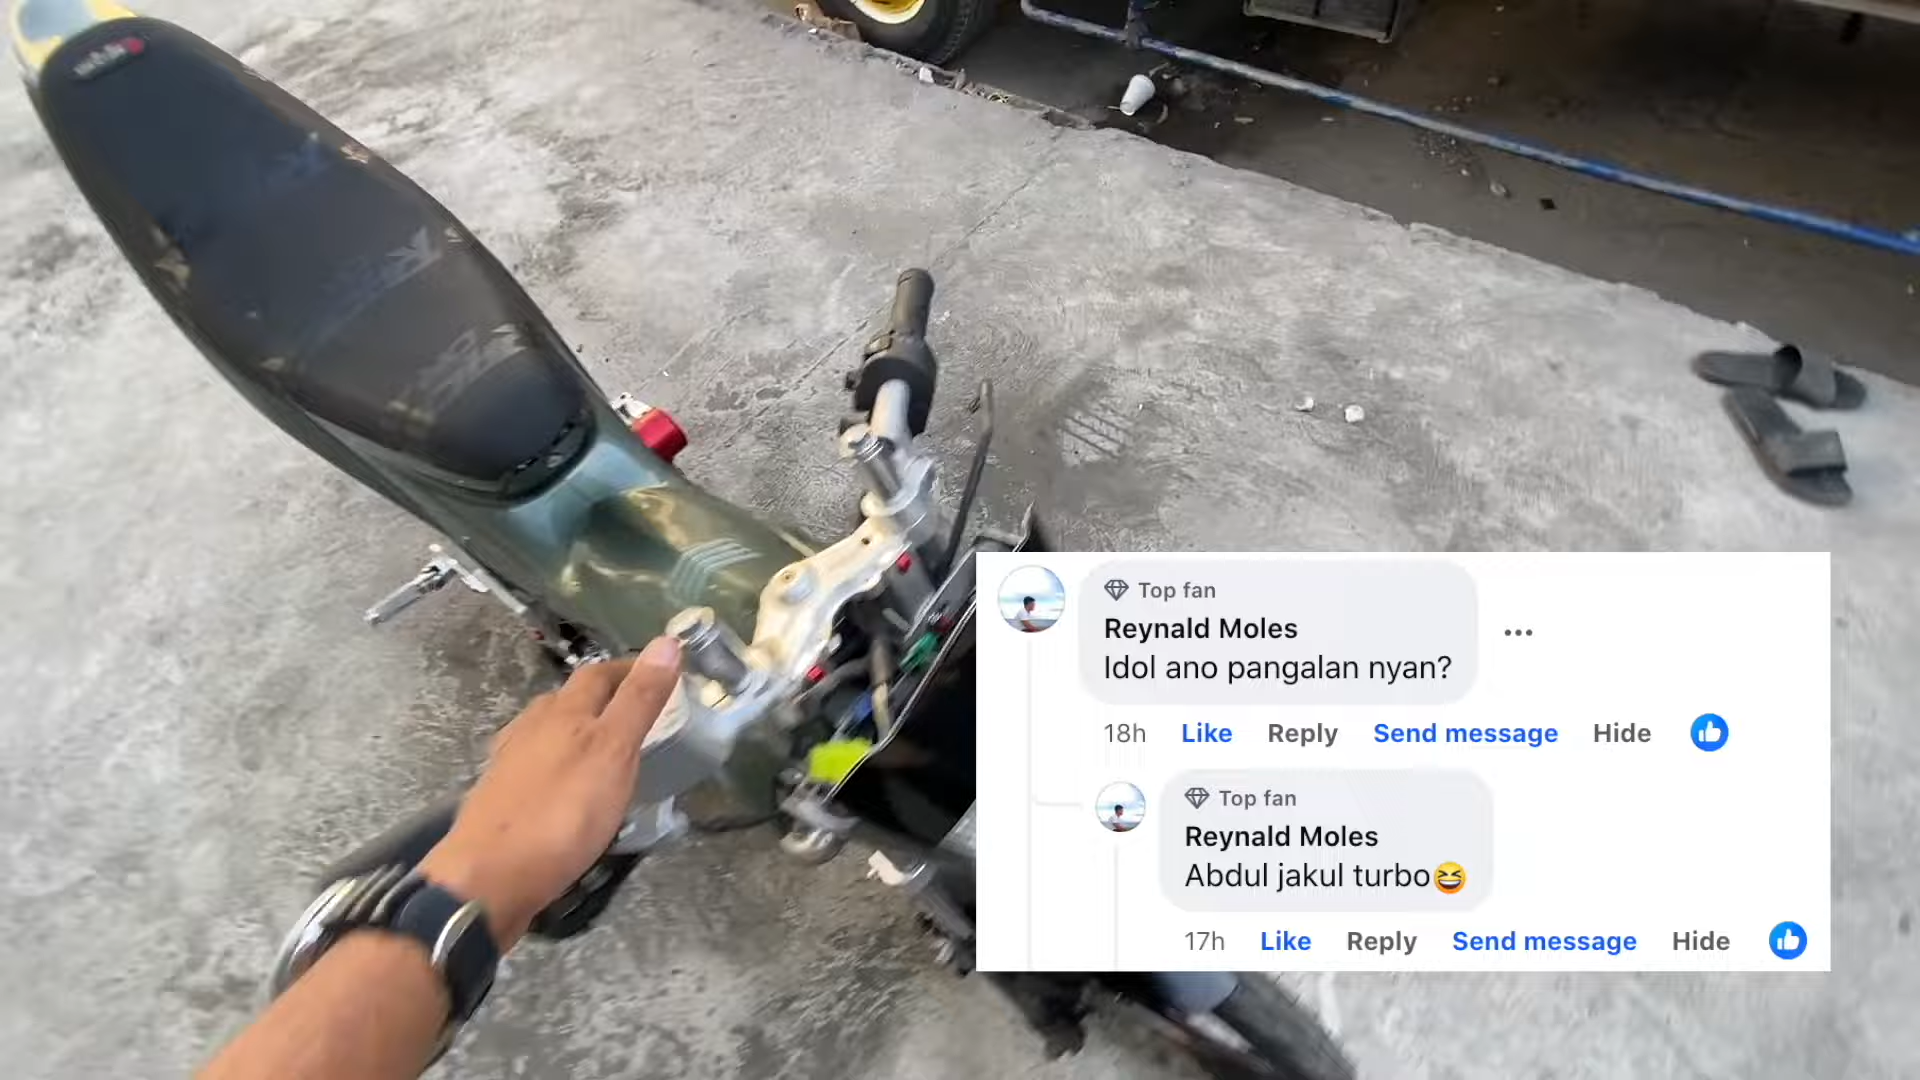 Top fan
Reynald Moles
Idol ano pangalan nyan?
18h Like Reply Send message Hide
Top fan
Reynald Moles
Abdul jakul turbo😆
17h Like Reply Send message Hide